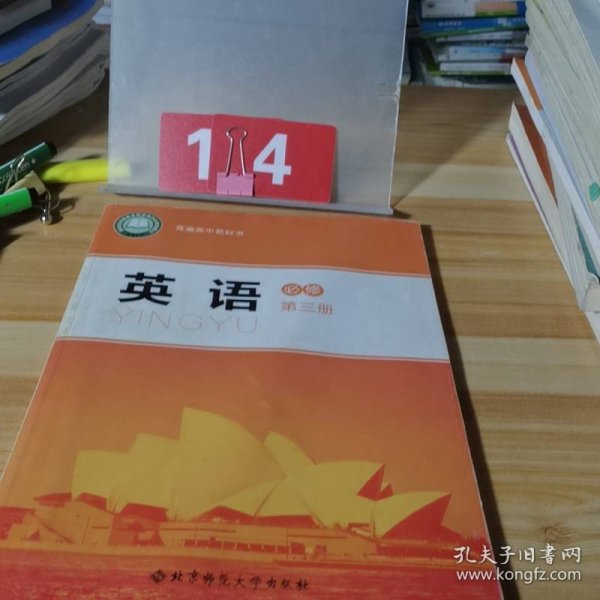 14
普通高中教科书
英语
必修
YINGYU
第三册
北京师范大学出版社
孔夫子旧书网
www.kongfz.com